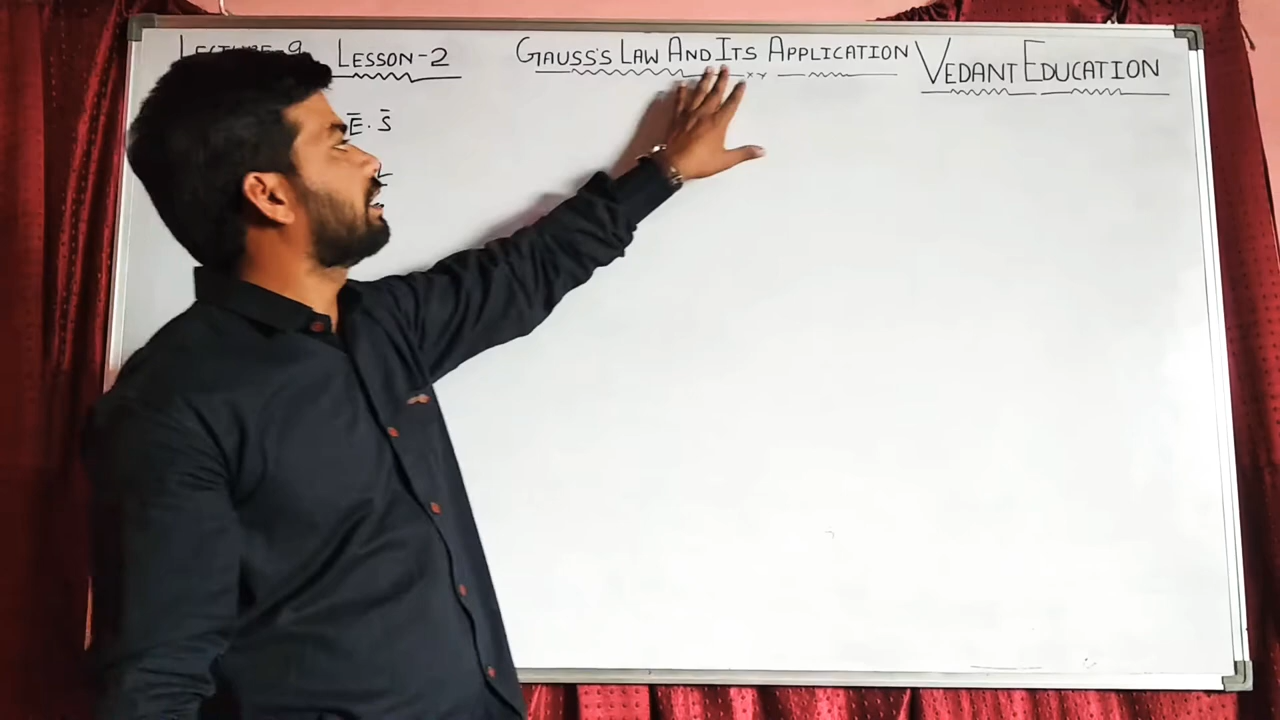 LECTURE-9 LESSON-2 GAUSS'S LAW AND ITS APPLICATION VEDANT EDUCATION
E̅ . S̅